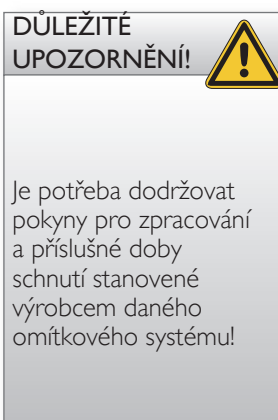 DŮLEŽITÉ
UPOZORNĚNÍ!
Je potřeba dodržovat
pokyny pro zpracování
a příslušné doby
schnutí stanovené
výrobcem daného
omítkového systému!